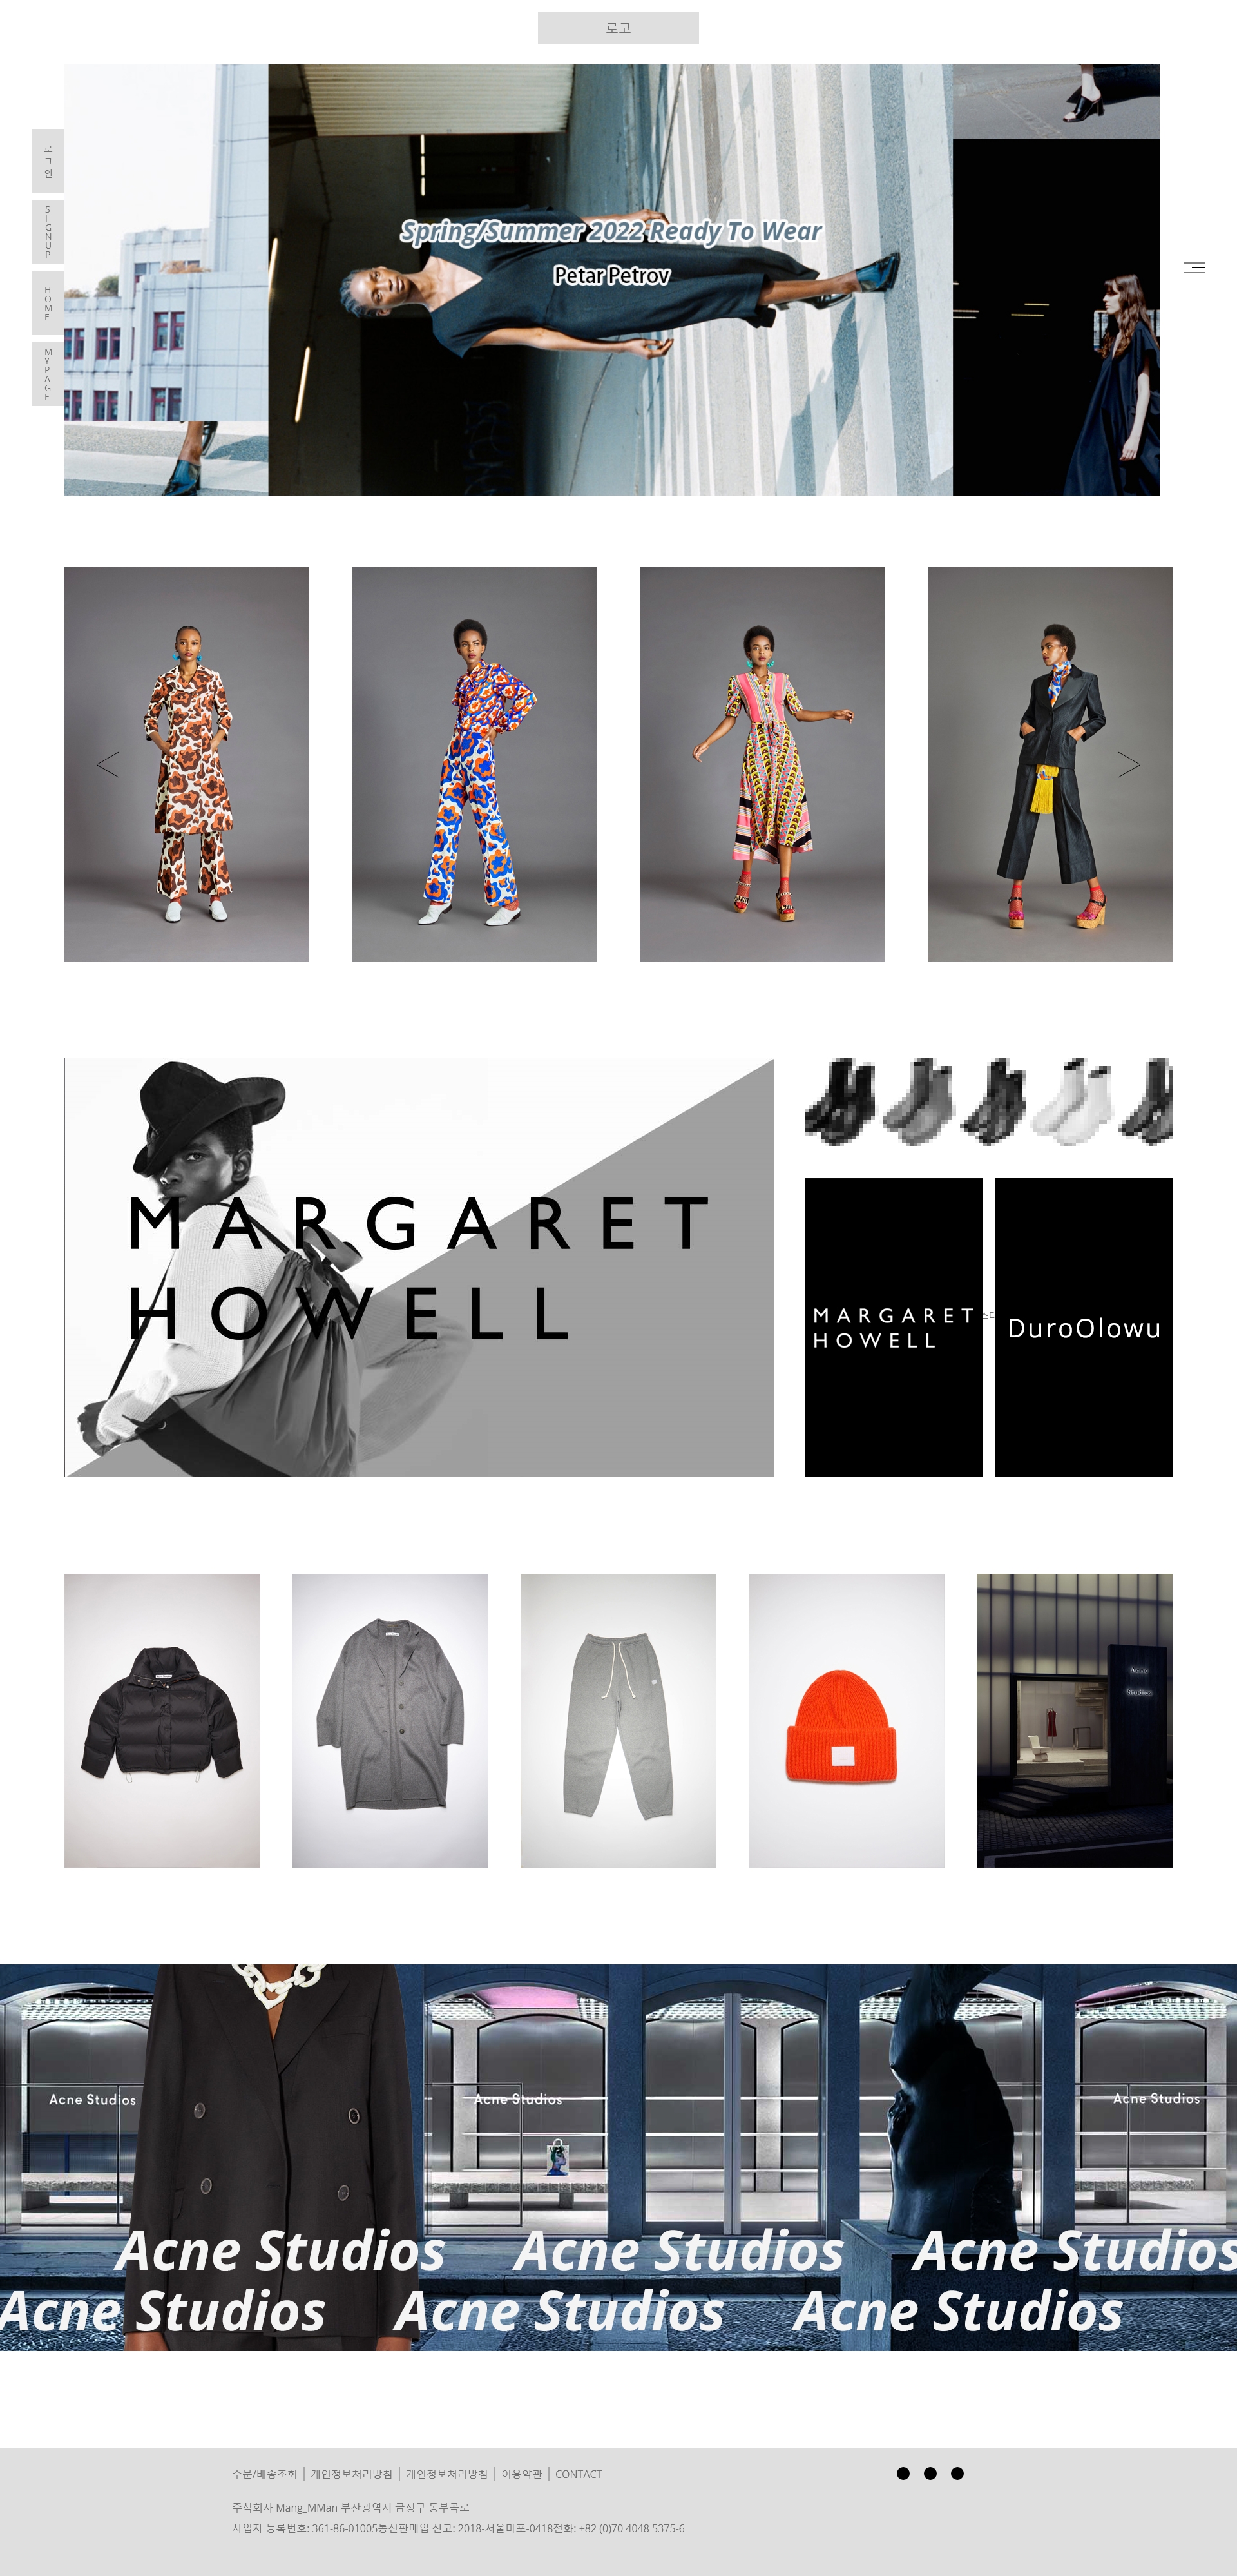 로고
로그인
SIGNUP
HOME
MYPAGE
Spring/Summer 2022 Ready To Wear
Petar Petrov
MARGARET
HOWELL
MARGARET
HOWELL
스트
DuroOlowu
Acne
Studios
Acne Studios
Acne Studios
Acne Studios
Acne Studios Acne Studios Acne Studios
Acne Studios Acne Studios Acne Studios
주문/배송조회 | 개인정보처리방침 | 개인정보처리방침 | 이용약관 | CONTACT
주식회사 Mang_MMan 부산광역시 금정구 동부곡로
사업자 등록번호: 361-86-01005통신판매업 신고: 2018-서울마포-0418전화: +82 (0)70 4048 5375-6